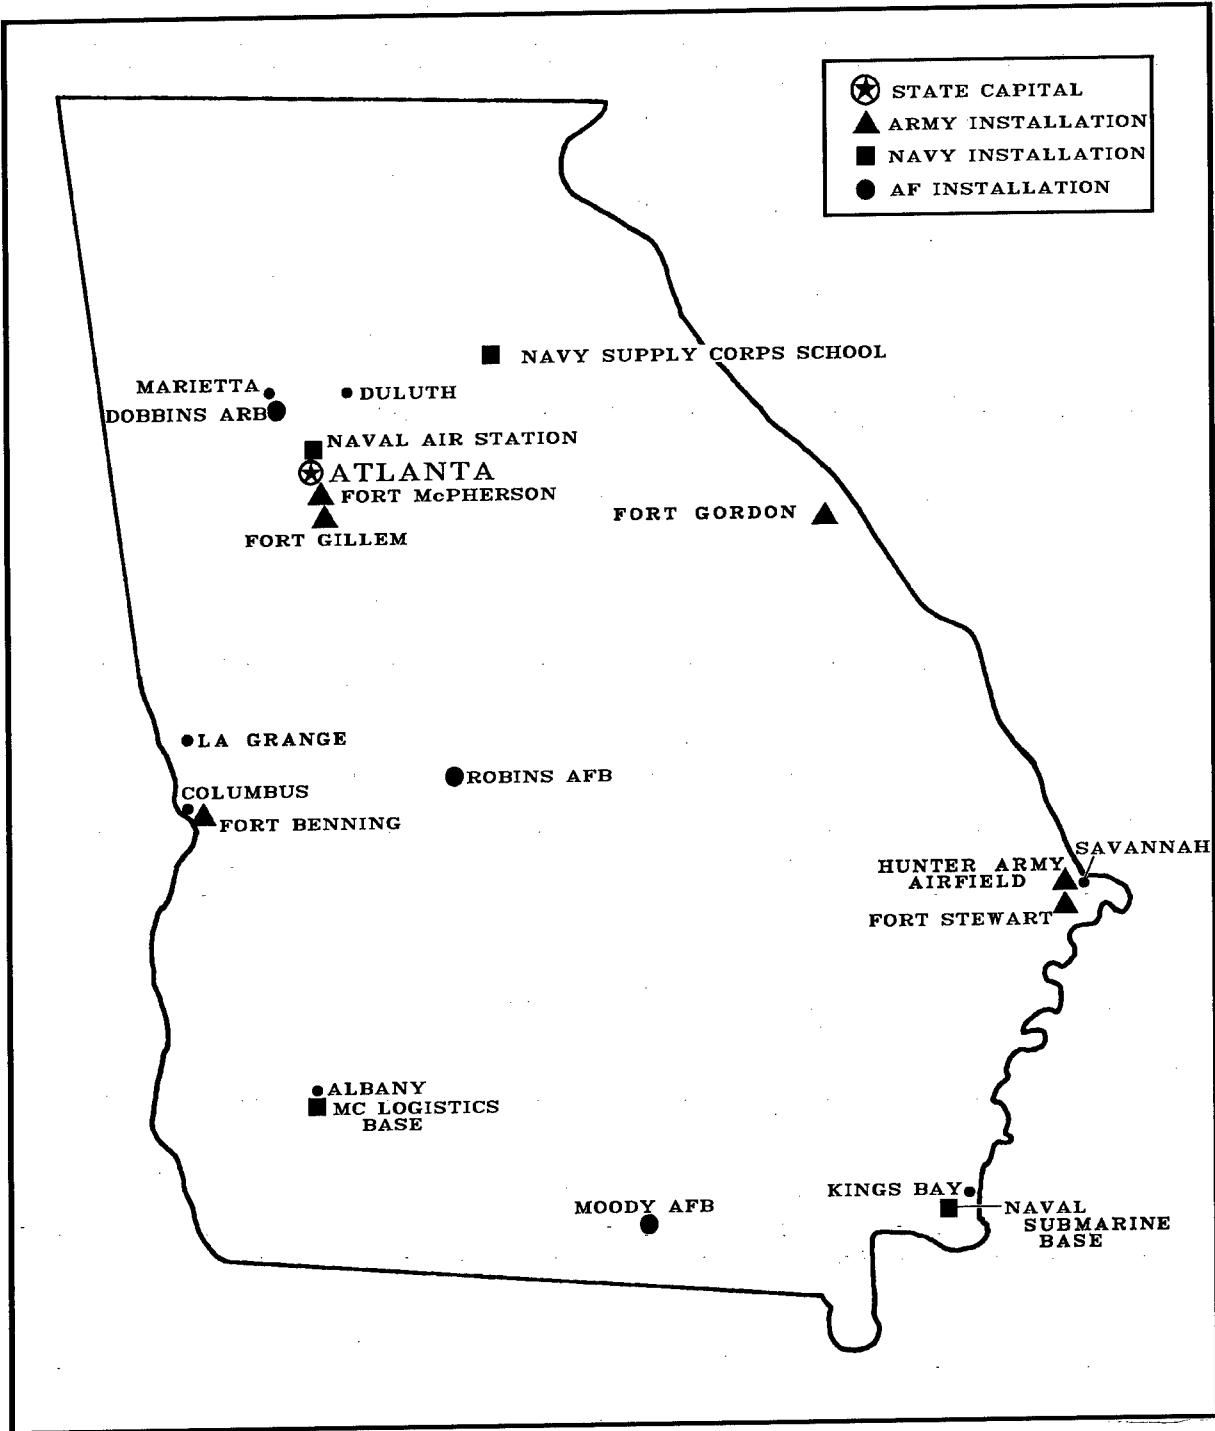 STATE CAPITAL
ARMY INSTALLATION
NAVY INSTALLATION
AF INSTALLATION
NAVY SUPPLY CORPS SCHOOL
MARIETTA
DULUTH
DOBBINS ARB
NAVAL AIR STATION
ATLANTA
FORT McPHERSON
FORT GORDON
FORT GILLEM
LA GRANGE
ROBINS AFB
COLUMBUS
FORT BENNING
SAVANNAH
HUNTER ARMY
AIRFIELD
FORT STEWART
ALBANY
MC LOGISTICS
BASE
KINGS BAY
MOODY AFB
NAVAL
SUBMARINE
BASE